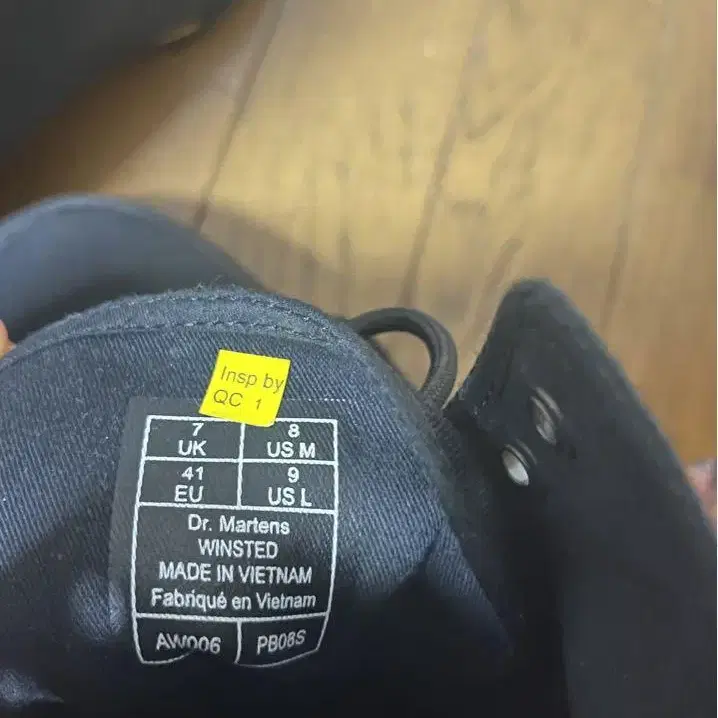 Insp by
QC 1
7 8
UK US M
41 9
EU US L
Dr. Martens
WINSTED
MADE IN VIETNAM
Fabriqué en Vietnam
AW006 PB08S